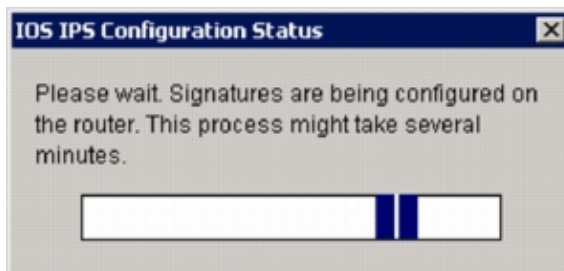 IOS IPS Configuration Status
Please wait. Signatures are being configured on
the router. This process might take several
minutes.